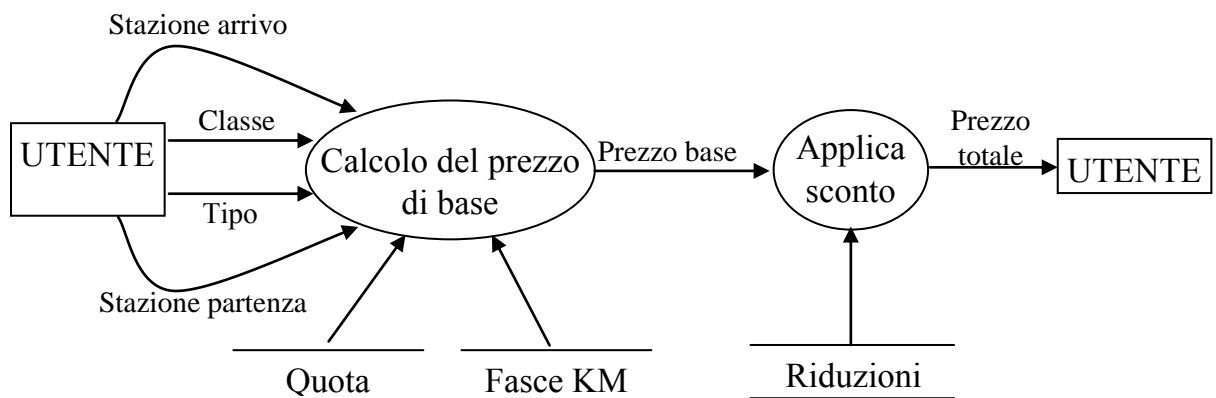 Stazione arrivo
UTENTE
Classe
Tipo
Stazione partenza
Calcolo del prezzo
di base
Quota
Fasce KM
Prezzo base
Applica
sconto
Riduzioni
Prezzo
totale
UTENTE